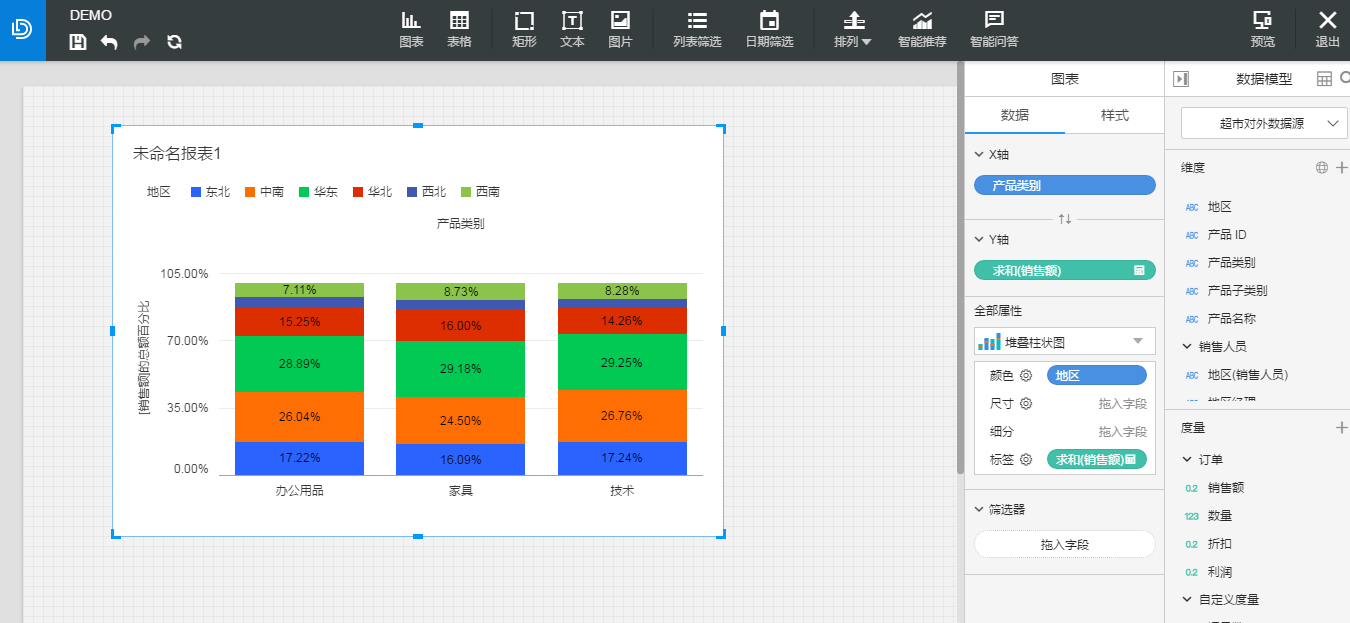 DEMO
图表 表格 矩形 文本 图片 列表筛选 日期筛选 排列 智能推荐 智能问答 预览 退出
未命名报表1
地区 东北 中南 华东 华北 西北 西南
产品类别
[销售额]的总额百分比
105.00%
70.00%
35.00%
0.00%
7.11% 8.73% 8.28%
15.25% 16.00% 14.26%
28.89% 29.18% 29.25%
26.04% 24.50% 26.76%
17.22% 16.09% 17.24%
办公用品 家具 技术
图表
数据 样式
X轴
产品类别
Y轴
求和(销售额)
全部属性
堆叠柱状图
颜色 地区
尺寸 拖入字段
细分 拖入字段
标签 求和(销售额)
筛选器
拖入字段
数据模型
超市对外数据源
维度
ABC 地区
ABC 产品 ID
ABC 产品类别
ABC 产品子类别
ABC 产品名称
销售人员
ABC 地区(销售人员)
度量
订单
0.2 销售额
123 数量
0.2 折扣
0.2 利润
自定义度量